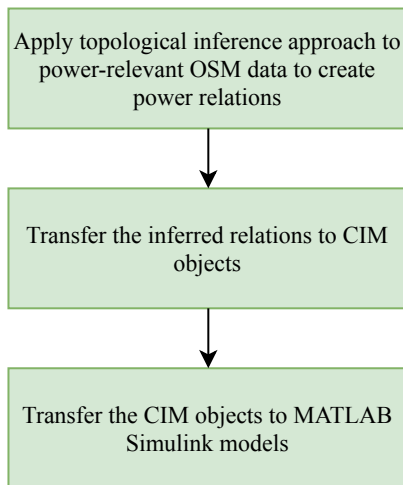 Apply topological inference approach to
power-relevant OSM data to create
power relations
Transfer the inferred relations to CIM
objects
Transfer the CIM objects to MATLAB
Simulink models